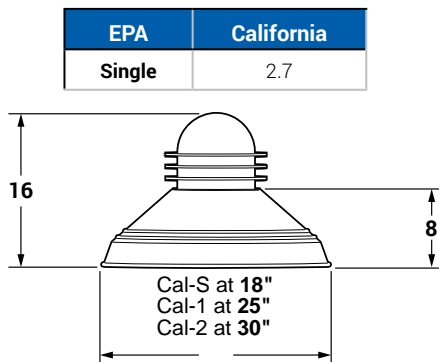 EPA California
Single 2.7
16
8
Cal-S at 18"
Cal-1 at 25"
Cal-2 at 30"